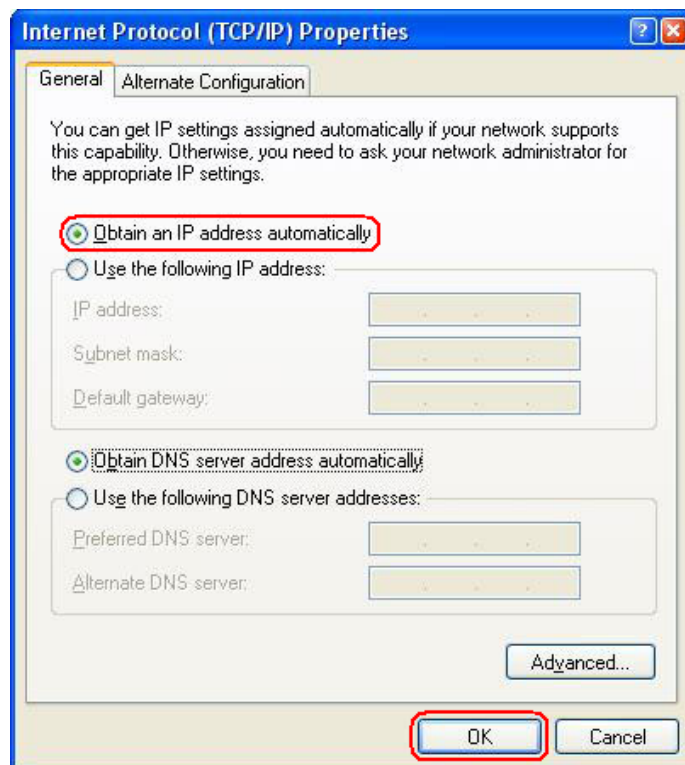 Internet Protocol (TCP/IP) Properties
General
Alternate Configuration
You can get IP settings assigned automatically if your network supports
this capability. Otherwise, you need to ask your network administrator for
the appropriate IP settings.
Obtain an IP address automatically
Use the following IP address:
IP address:
Subnet mask:
Default gateway:
Obtain DNS server address automatically
Use the following DNS server addresses:
Preferred DNS server:
Alternate DNS server:
Advanced...
OK
Cancel